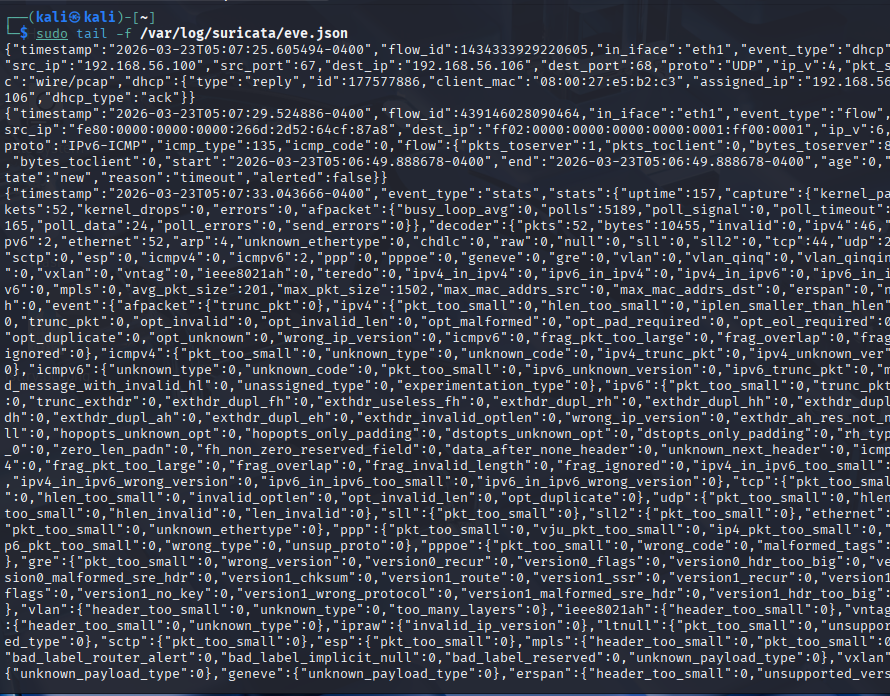 ┌──(kali㉿kali)-[~]
└─$ sudo tail -f /var/log/suricata/eve.json
{"timestamp":"2026-03-23T05:07:25.605494-0400","flow_id":1434333929220605,"in_iface":"eth1","event_type":"dhcp"
"src_ip":"192.168.56.100","src_port":67,"dest_ip":"192.168.56.106","dest_port":68,"proto":"UDP","ip_v":4,"pkt_s
c":"wire/pcap","dhcp":{"type":"reply","id":177577886,"client_mac":"08:00:27:e5:b2:c3","assigned_ip":"192.168.56
106","dhcp_type":"ack"}}
{"timestamp":"2026-03-23T05:07:29.524886-0400","flow_id":439146028090464,"in_iface":"eth1","event_type":"flow",
src_ip":"fe80:0000:0000:0000:266d:2d52:64cf:87a8","dest_ip":"ff02:0000:0000:0000:0000:0001:ff00:0001","ip_v":6,
proto":"IPv6-ICMP","icmp_type":135,"icmp_code":0,"flow":{"pkts_toserver":1,"pkts_toclient":0,"bytes_toserver":8
,"bytes_toclient":0,"start":"2026-03-23T05:06:49.888678-0400","end":"2026-03-23T05:06:49.888678-0400","age":0,
tate":"new","reason":"timeout","alerted":false}}
{"timestamp":"2026-03-23T05:07:33.043666-0400","event_type":"stats","stats":{"uptime":157,"capture":{"kernel_pa
kets":52,"kernel_drops":0,"errors":0,"afpacket":{"busy_loop_avg":0,"polls":5189,"poll_signal":0,"poll_timeout":
165,"poll_data":24,"poll_errors":0,"send_errors":0}},"decoder":{"pkts":52,"bytes":10455,"invalid":0,"ipv4":46,"
pv6":2,"ethernet":52,"arp":4,"unknown_ethertype":0,"chdlc":0,"raw":0,"null":0,"sll":0,"sll2":0,"tcp":44,"udp":2
"sctp":0,"esp":0,"icmpv4":0,"icmpv6":2,"ppp":0,"pppoe":0,"geneve":0,"gre":0,"vlan":0,"vlan_qinq":0,"vlan_qinqin
":0,"vxlan":0,"vntag":0,"ieee8021ah":0,"teredo":0,"ipv4_in_ipv4":0,"ipv6_in_ipv4":0,"ipv4_in_ipv6":0,"ipv6_in_i
v6":0,"mpls":0,"avg_pkt_size":201,"max_pkt_size":1502,"max_mac_addrs_src":0,"max_mac_addrs_dst":0,"erspan":0,"n
h":0,"event":{"afpacket":{"trunc_pkt":0},"ipv4":{"pkt_too_small":0,"hlen_too_small":0,"iplen_smaller_than_hlen"
0,"trunc_pkt":0,"opt_invalid":0,"opt_invalid_len":0,"opt_malformed":0,"opt_pad_required":0,"opt_eol_required":0
"opt_duplicate":0,"opt_unknown":0,"wrong_ip_version":0,"icmpv6":0,"frag_pkt_too_large":0,"frag_overlap":0,"frag
ignored":0},"icmpv4":{"pkt_too_small":0,"unknown_type":0,"unknown_code":0,"ipv4_trunc_pkt":0,"ipv4_unknown_ver"
0},"icmpv6":{"unknown_type":0,"unknown_code":0,"pkt_too_small":0,"ipv6_unknown_version":0,"ipv6_trunc_pkt":0,"m
d_message_with_invalid_hl":0,"unassigned_type":0,"experimentation_type":0},"ipv6":{"pkt_too_small":0,"trunc_pkt
:0,"trunc_exthdr":0,"exthdr_dupl_fh":0,"exthdr_useless_fh":0,"exthdr_dupl_rh":0,"exthdr_dupl_hh":0,"exthdr_dupl
dh":0,"exthdr_dupl_ah":0,"exthdr_dupl_eh":0,"exthdr_invalid_optlen":0,"wrong_ip_version":0,"exthdr_ah_res_not_n
ll":0,"hopopts_unknown_opt":0,"hopopts_only_padding":0,"dstopts_unknown_opt":0,"dstopts_only_padding":0,"rh_typ
_0":0,"zero_len_padn":0,"fh_non_zero_reserved_field":0,"data_after_none_header":0,"unknown_next_header":0,"icmp
4":0,"frag_pkt_too_large":0,"frag_overlap":0,"frag_invalid_length":0,"frag_ignored":0,"ipv4_in_ipv6_too_small":
,"ipv4_in_ipv6_wrong_version":0,"ipv6_in_ipv6_too_small":0,"ipv6_in_ipv6_wrong_version":0},"tcp":{"pkt_too_smal
":0,"hlen_too_small":0,"invalid_optlen":0,"opt_invalid_len":0,"opt_duplicate":0},"udp":{"pkt_too_small":0,"hlen
too_small":0,"hlen_invalid":0,"len_invalid":0},"sll":{"pkt_too_small":0},"sll2":{"pkt_too_small":0},"ethernet":
"pkt_too_small":0,"unknown_ethertype":0},"ppp":{"pkt_too_small":0,"vju_pkt_too_small":0,"ip4_pkt_too_small":0,"
p6_pkt_too_small":0,"wrong_type":0,"unsup_proto":0},"pppoe":{"pkt_too_small":0,"wrong_code":0,"malformed_tags":
},"gre":{"pkt_too_small":0,"wrong_version":0,"version0_recur":0,"version0_flags":0,"version0_hdr_too_big":0,"ve
sion0_malformed_sre_hdr":0,"version1_chksum":0,"version1_route":0,"version1_ssr":0,"version1_recur":0,"version1
flags":0,"version1_no_key":0,"version1_wrong_protocol":0,"version1_malformed_sre_hdr":0,"version1_hdr_too_big":
},"vlan":{"header_too_small":0,"unknown_type":0,"too_many_layers":0},"ieee8021ah":{"header_too_small":0},"vntag
:{"header_too_small":0,"unknown_type":0},"ipraw":{"invalid_ip_version":0},"ltnull":{"pkt_too_small":0,"unsuppor
ed_type":0},"sctp":{"pkt_too_small":0},"esp":{"pkt_too_small":0},"mpls":{"header_too_small":0,"pkt_too_small":0
"bad_label_router_alert":0,"bad_label_implicit_null":0,"bad_label_reserved":0,"unknown_payload_type":0},"vxlan"
{"unknown_payload_type":0},"geneve":{"unknown_payload_type":0},"erspan":{"header_too_small":0,"unsupported_vers